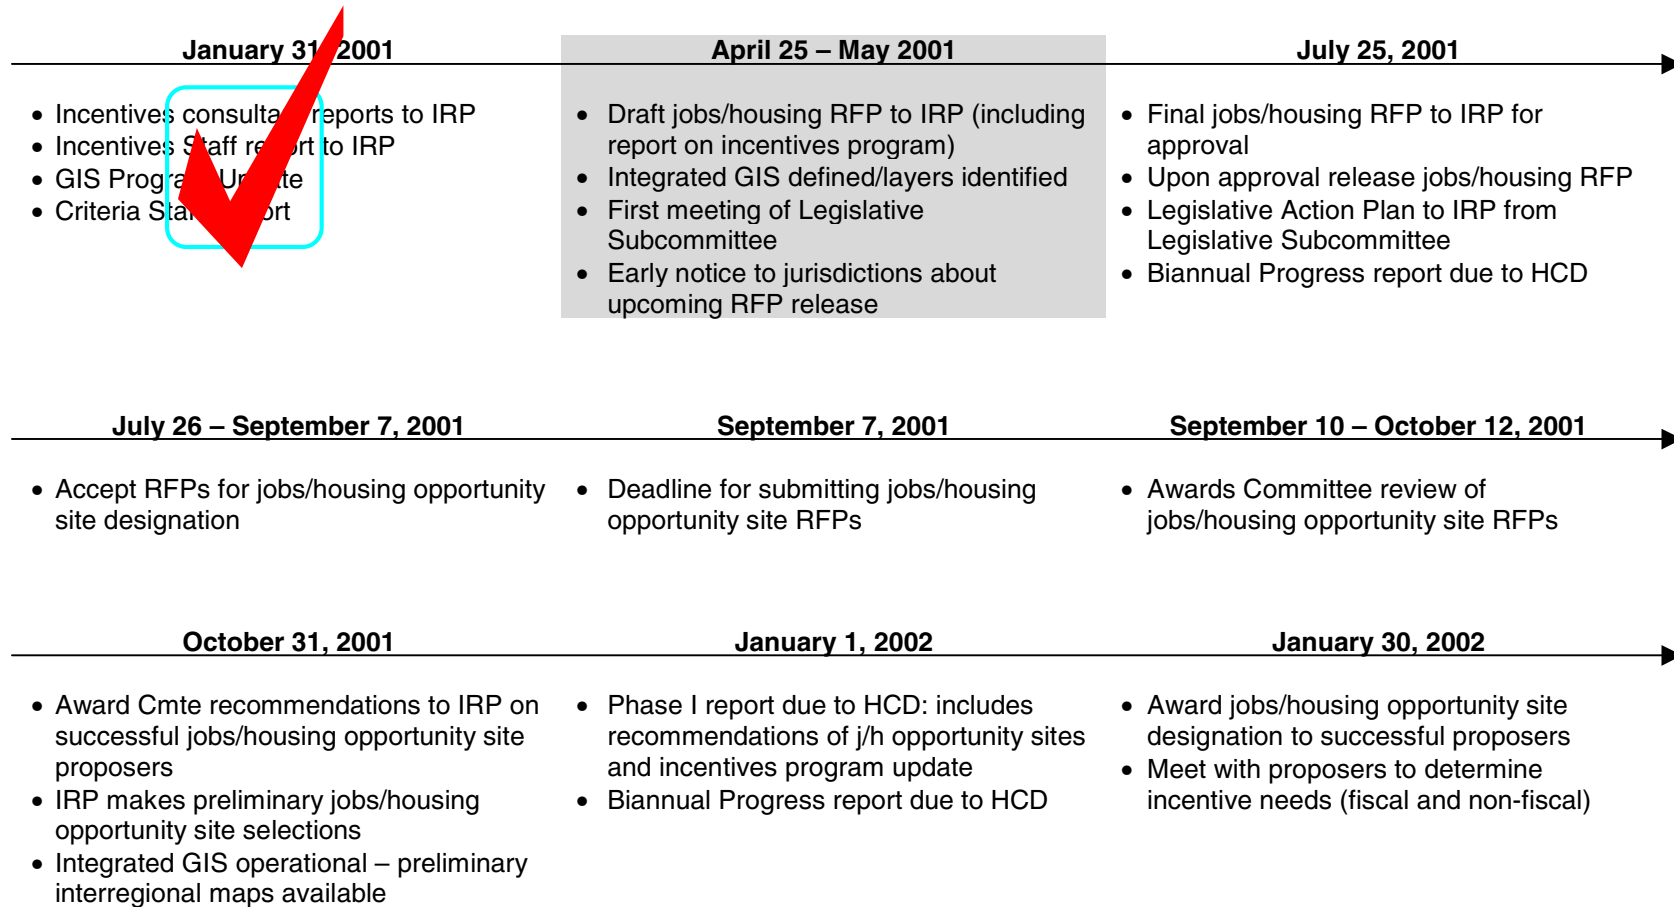 January 31, 2001
• Incentives consultant reports to IRP
• Incentives Staff report to IRP
• GIS Program Update
• Criteria Staff
April 25 – May 2001
• Draft jobs/housing RFP to IRP (including
report on incentives program)
• Integrated GIS defined/layers identified
• First meeting of Legislative
Subcommittee
• Early notice to jurisdictions about
upcoming RFP release
July 25, 2001
• Final jobs/housing RFP to IRP for
approval
• Upon approval release jobs/housing RFP
• Legislative Action Plan to IRP from
Legislative Subcommittee
• Biannual Progress report due to HCD
July 26 – September 7, 2001
• Accept RFPs for jobs/housing opportunity
site designation
September 7, 2001
• Deadline for submitting jobs/housing
opportunity site RFPs
September 10 – October 12, 2001
• Awards Committee review of
jobs/housing opportunity site RFPs
October 31, 2001
• Award Cmte recommendations to IRP on
successful jobs/housing opportunity site
proposers
• IRP makes preliminary jobs/housing
opportunity site selections
• Integrated GIS operational – preliminary
interregional maps available
January 1, 2002
• Phase I report due to HCD: includes
recommendations of j/h opportunity sites
and incentives program update
• Biannual Progress report due to HCD
January 30, 2002
• Award jobs/housing opportunity site
designation to successful proposers
• Meet with proposers to determine
incentive needs (fiscal and non-fiscal)